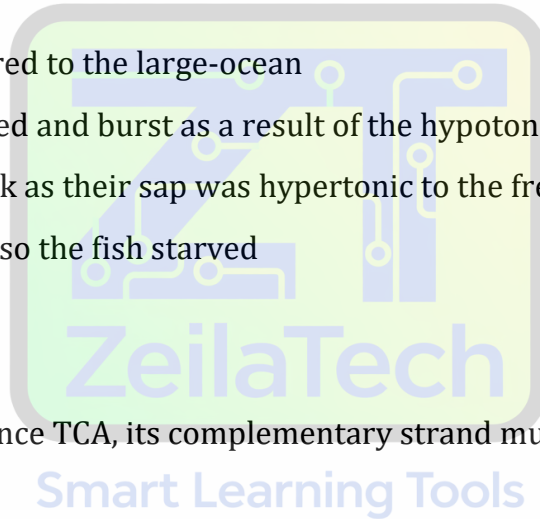 red to the large-ocean
ed and burst as a result of the hypoton
k as their sap was hypertonic to the fre
so the fish starved
ZT
ZeilaTech
nce TCA, its complementary strand mu
Smart Learning Tools